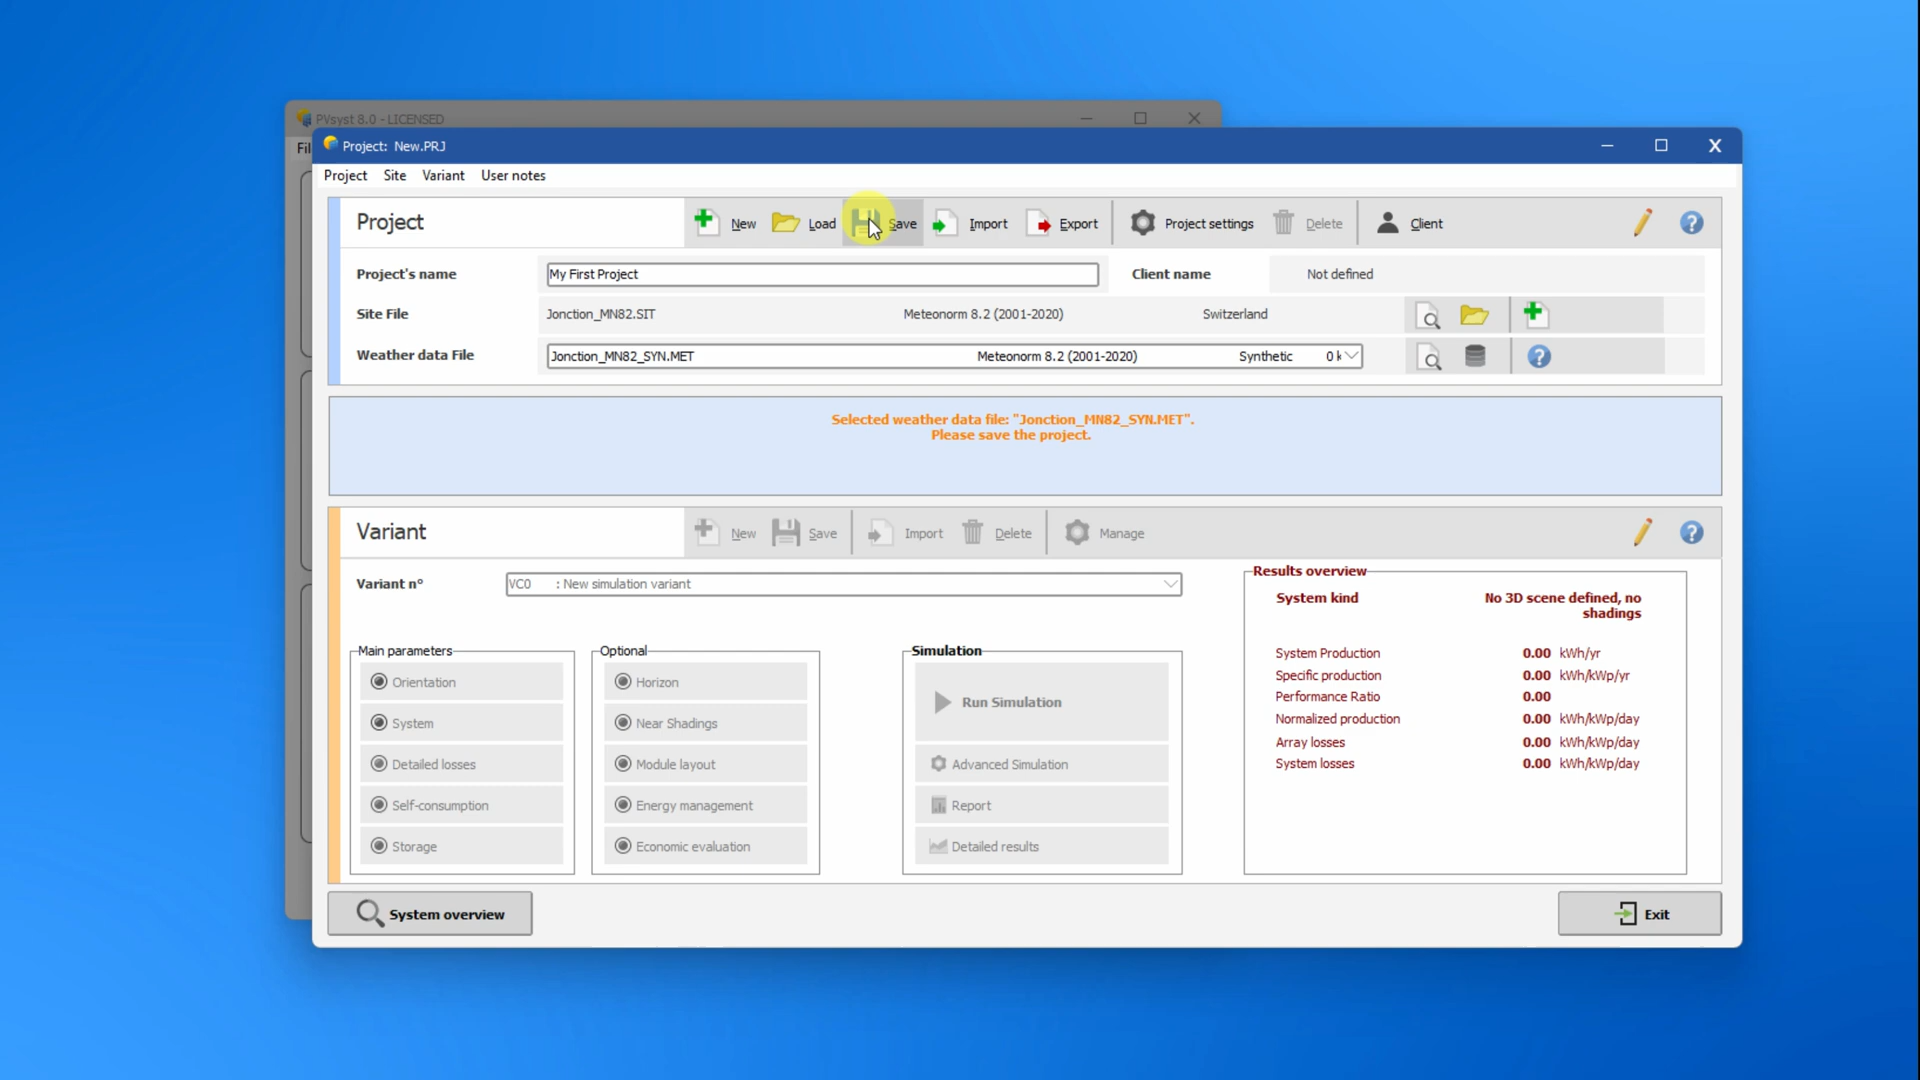 PVsyst 8.0 - LICENSED
Fil
Project: New.PRJ
Project Site Variant User notes
Project
New Load Save Import Export Project settings Delete Client
Project's name My First Project Client name Not defined
Site File Jonction_MN82.SIT Meteonorm 8.2 (2001-2020) Switzerland
Weather data File Jonction_MN82_SYN.MET Meteonorm 8.2 (2001-2020) Synthetic 0 k
Selected weather data file: "Jonction_MN82_SYN.MET".
Please save the project.
Variant
New Save Import Delete Manage
Variant n° VC0 : New simulation variant
Main parameters
Orientation
System
Detailed losses
Self-consumption
Storage
Optional
Horizon
Near Shadings
Module layout
Energy management
Economic evaluation
Simulation
Run Simulation
Advanced Simulation
Report
Detailed results
Results overview
System kind No 3D scene defined, no
shadings
System Production 0.00 kWh/yr
Specific production 0.00 kWh/kWp/yr
Performance Ratio 0.00
Normalized production 0.00 kWh/kWp/day
Array losses 0.00 kWh/kWp/day
System losses 0.00 kWh/kWp/day
System overview
Exit